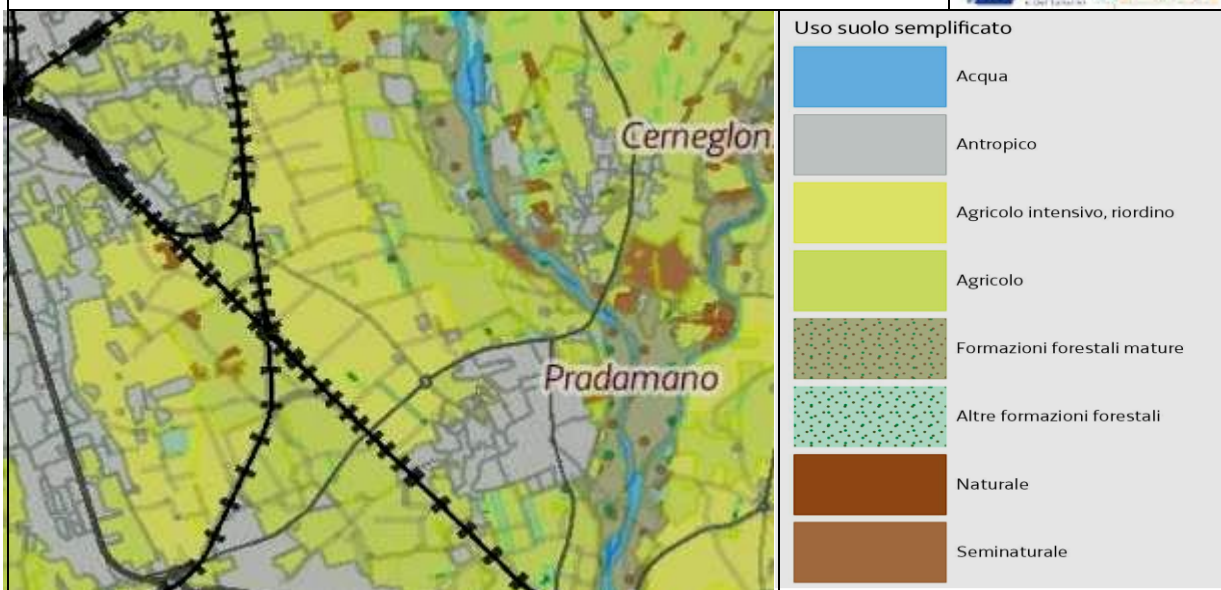 Uso suolo semplificato
Acqua
Antropico
Agricolo intensivo, riordino
Agricolo
Formazioni forestali mature
Altre formazioni forestali
Naturale
Seminaturale
Cerneglon
Pradamano